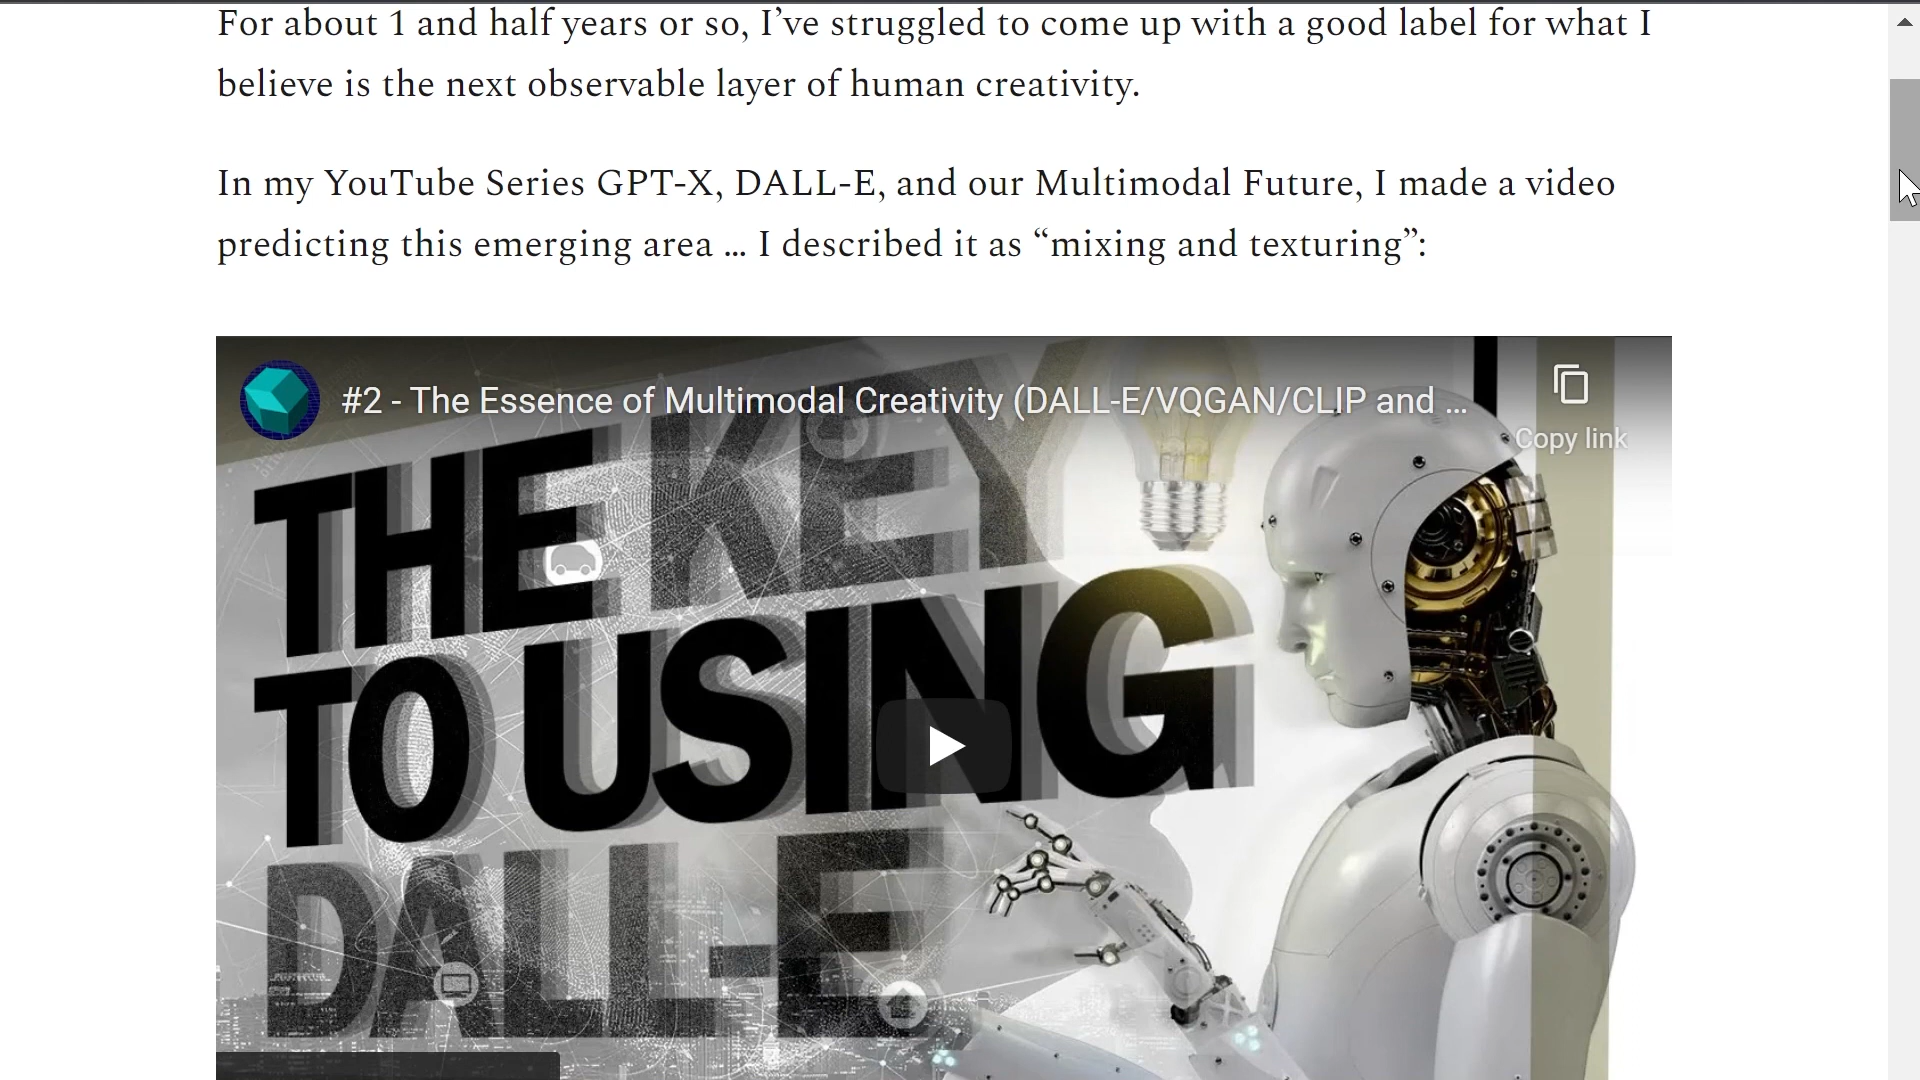 For about 1 and half years or so, I’ve struggled to come up with a good label for what I
believe is the next observable layer of human creativity.
In my YouTube Series GPT-X, DALL-E, and our Multimodal Future, I made a video
predicting this emerging area ... I described it as “mixing and texturing”:
#2 - The Essence of Multimodal Creativity (DALL-E/VQGAN/CLIP and ...
Copy link
THE KEY
TO USING
DALL-E